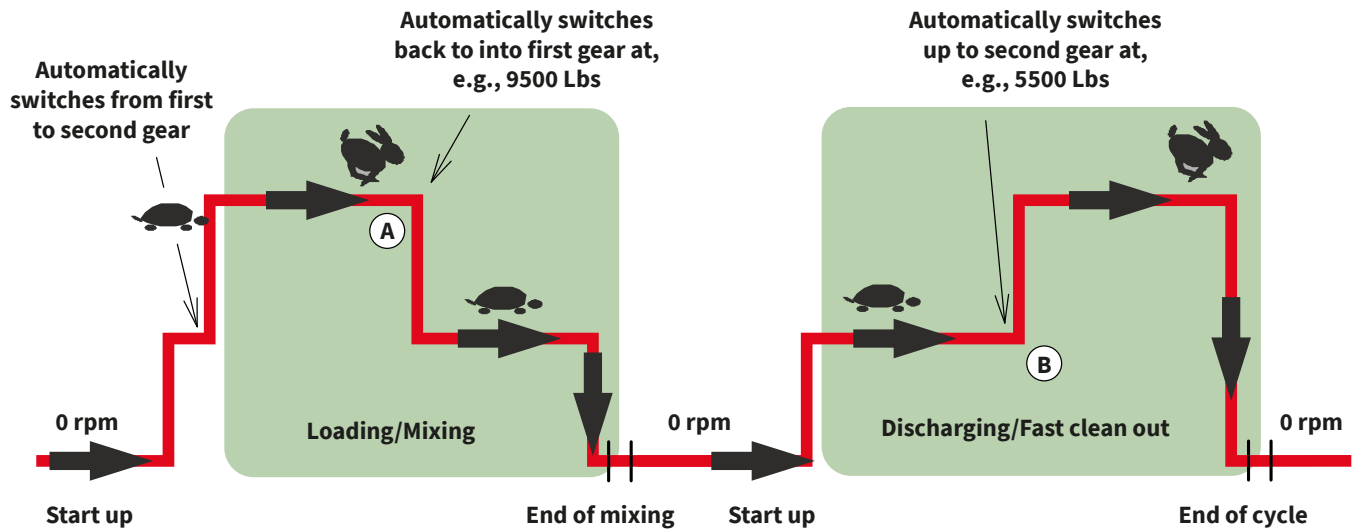 Automatically
switches from first
to second gear
Automatically switches
back to into first gear at,
e.g., 9500 Lbs
Automatically switches
up to second gear at,
e.g., 5500 Lbs
A
B
0 rpm
Loading/Mixing
0 rpm
Discharging/Fast clean out
0 rpm
Start up
End of mixing
Start up
End of cycle